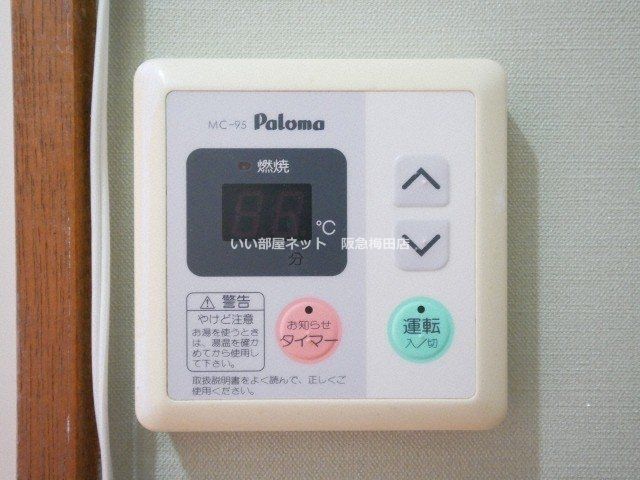 MC-95 Paloma
燃焼
℃
いい部屋ネット 阪急梅田店
分
警告
やけど注意
お湯を使うとき
は、湯温を確か
めてから使用し
て下さい。
お知らせ
タイマー
運転
入/切
取扱説明書をよく読んで、正しくご
使用ください。